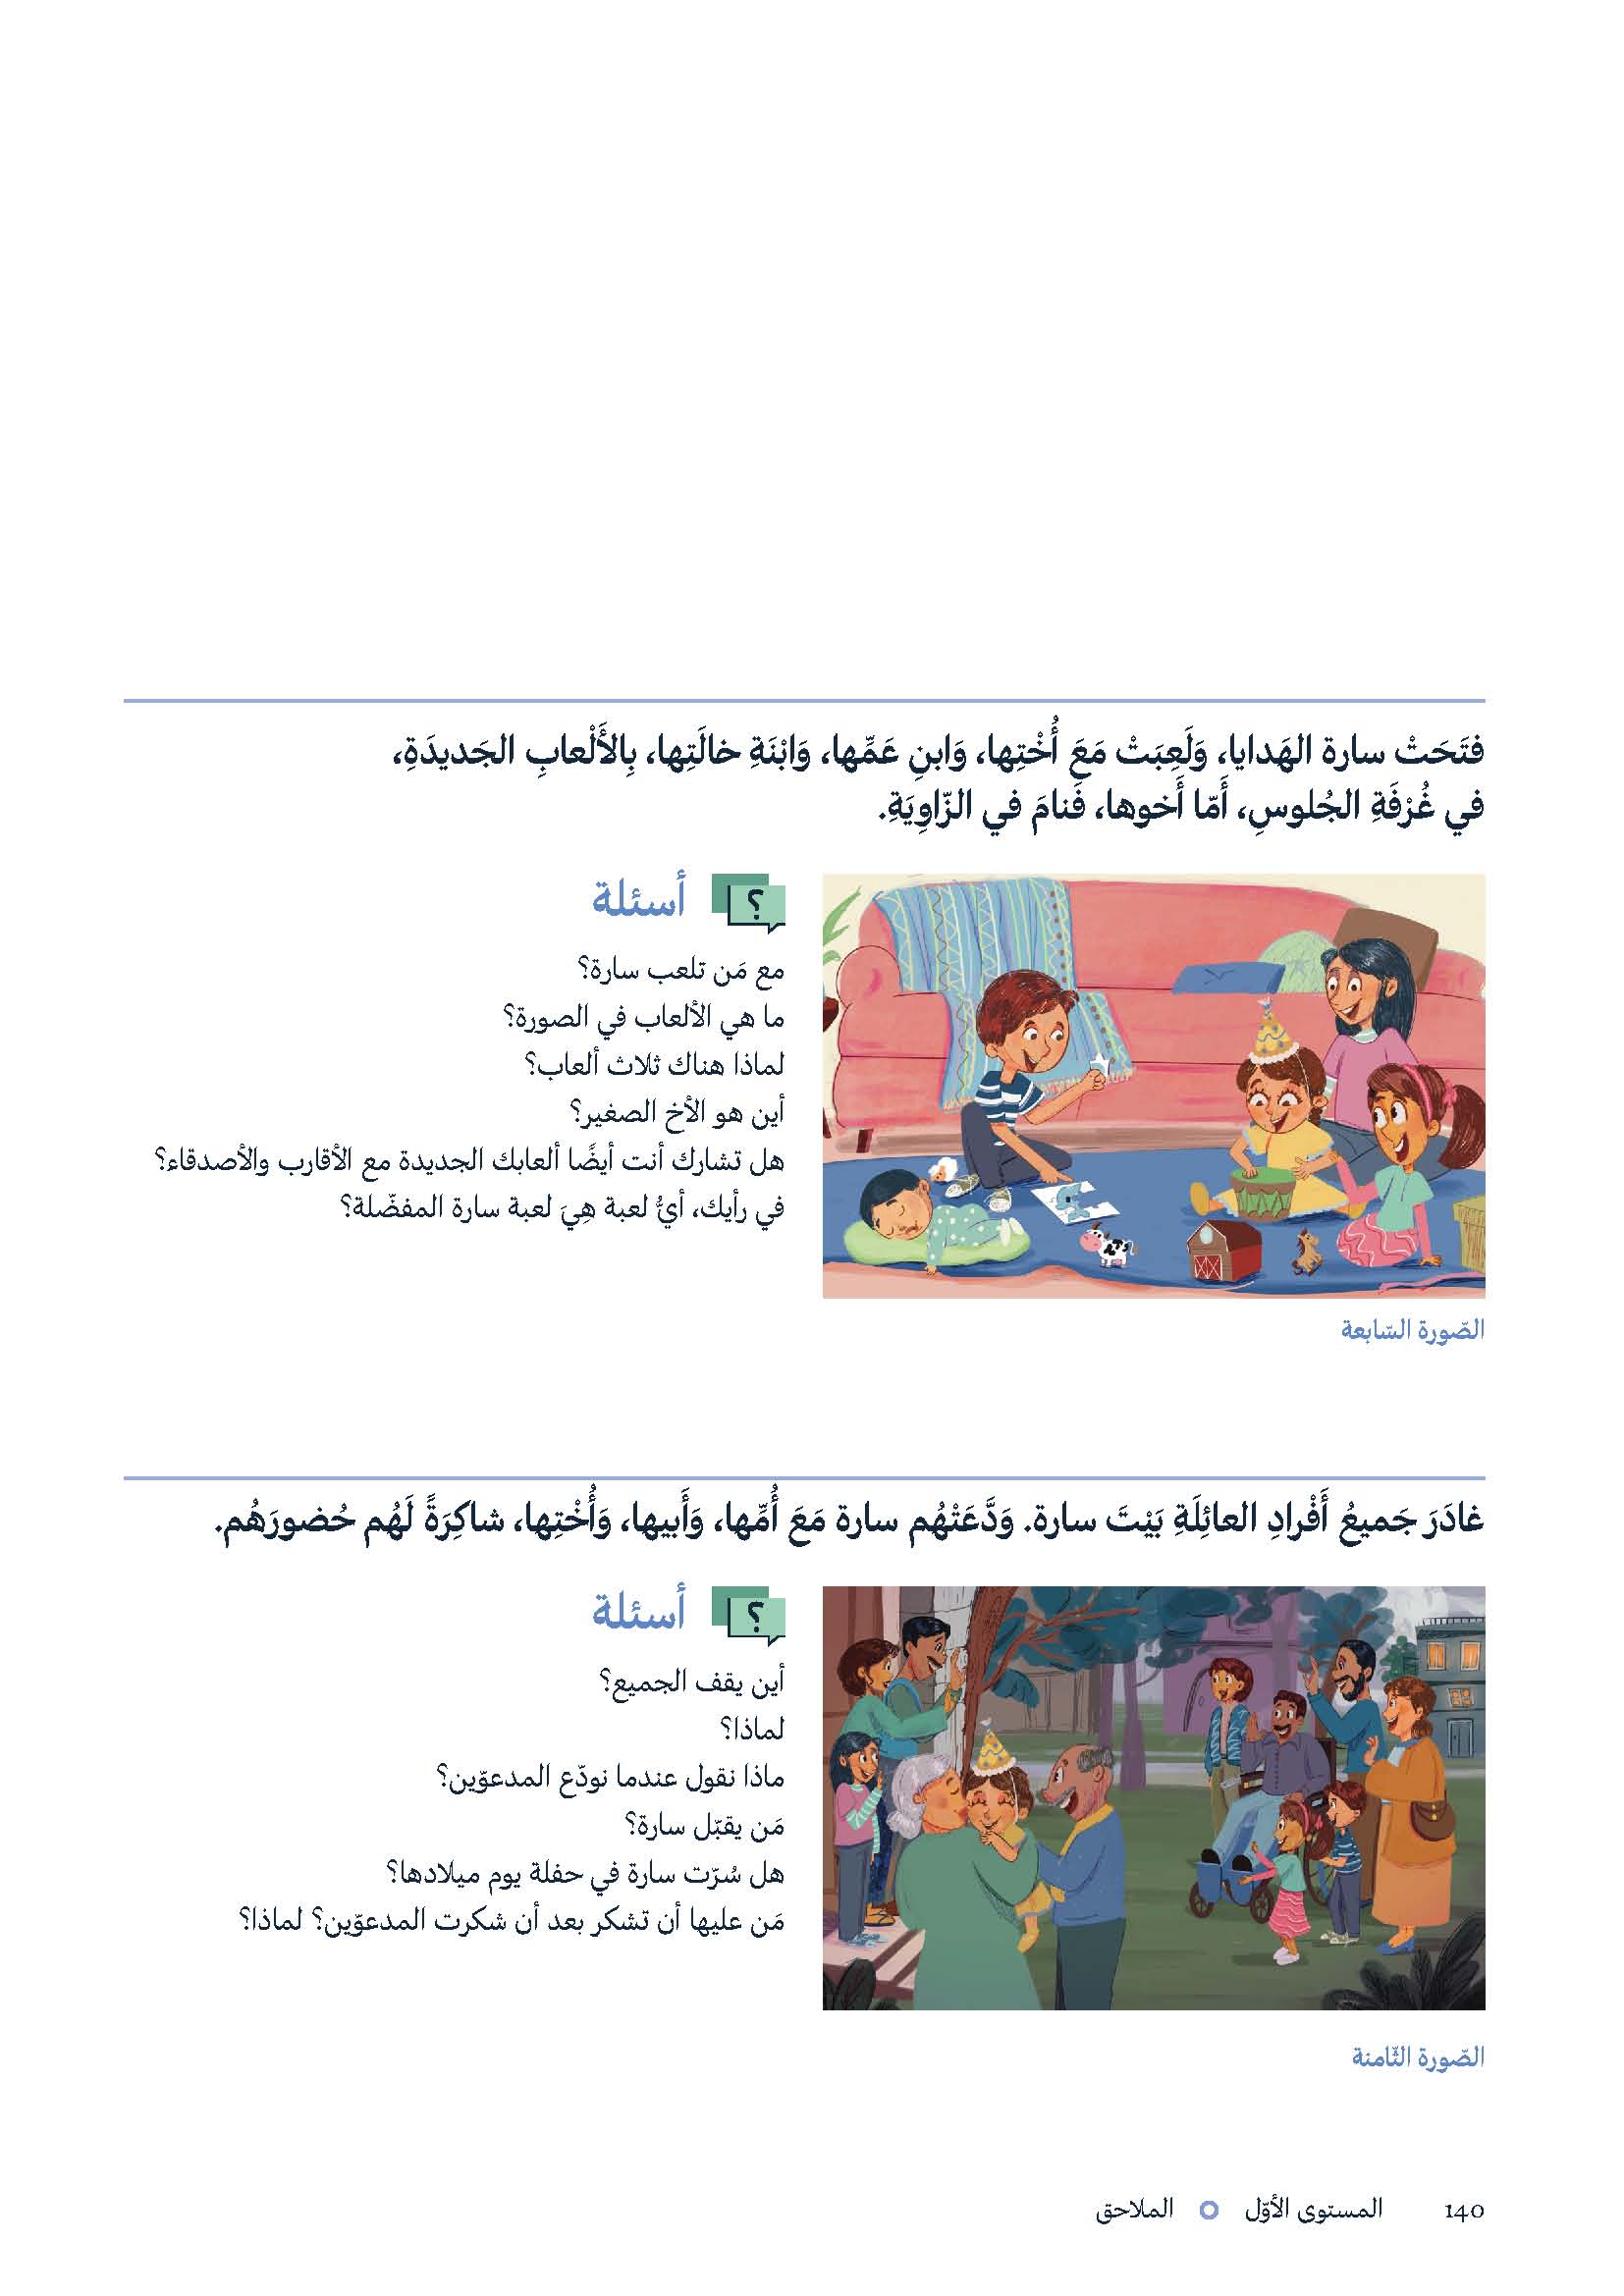 فتَحَتْ سارة الهَدايا، وَلَعِبَتْ مَعَ أُخْتِها، وَابنِ عَمِّها، وَابْنَةِ خالَتِها، بِالأَلْعابِ الجَديدَةِ،
في غُرْفَةِ الجُلوسِ، أَمّا أَخوها، فَنامَ في الزّاوِيَةِ.
؟ أسئلة
مع مَن تلعب سارة؟
ما هي الألعاب في الصورة؟
لماذا هناك ثلاث ألعاب؟
أين هو الأخ الصغير؟
هل تشارك أنت أيضًا ألعابك الجديدة مع الأقارب والأصدقاء؟
في رأيك، أيُّ لعبة هِيَ لعبة سارة المفضّلة؟
الصّورة السّابعة
غادَرَ جَميعُ أَفْرادِ العائِلَةِ بَيْتَ سارة. وَدَّعَتْهُم سارة مَعَ أُمِّها، وَأَبيها، وَأُخْتِها، شاكِرَةً لَهُم حُضورَهُم.
؟ أسئلة
أين يقف الجميع؟
لماذا؟
ماذا نقول عندما نودّع المدعوّين؟
مَن يقبّل سارة؟
هل سُرّت سارة في حفلة يوم ميلادها؟
مَن عليها أن تشكر بعد أن شكرت المدعوّين؟ لماذا؟
الصّورة الثّامنة
140 المستوى الأوّل الملاحق